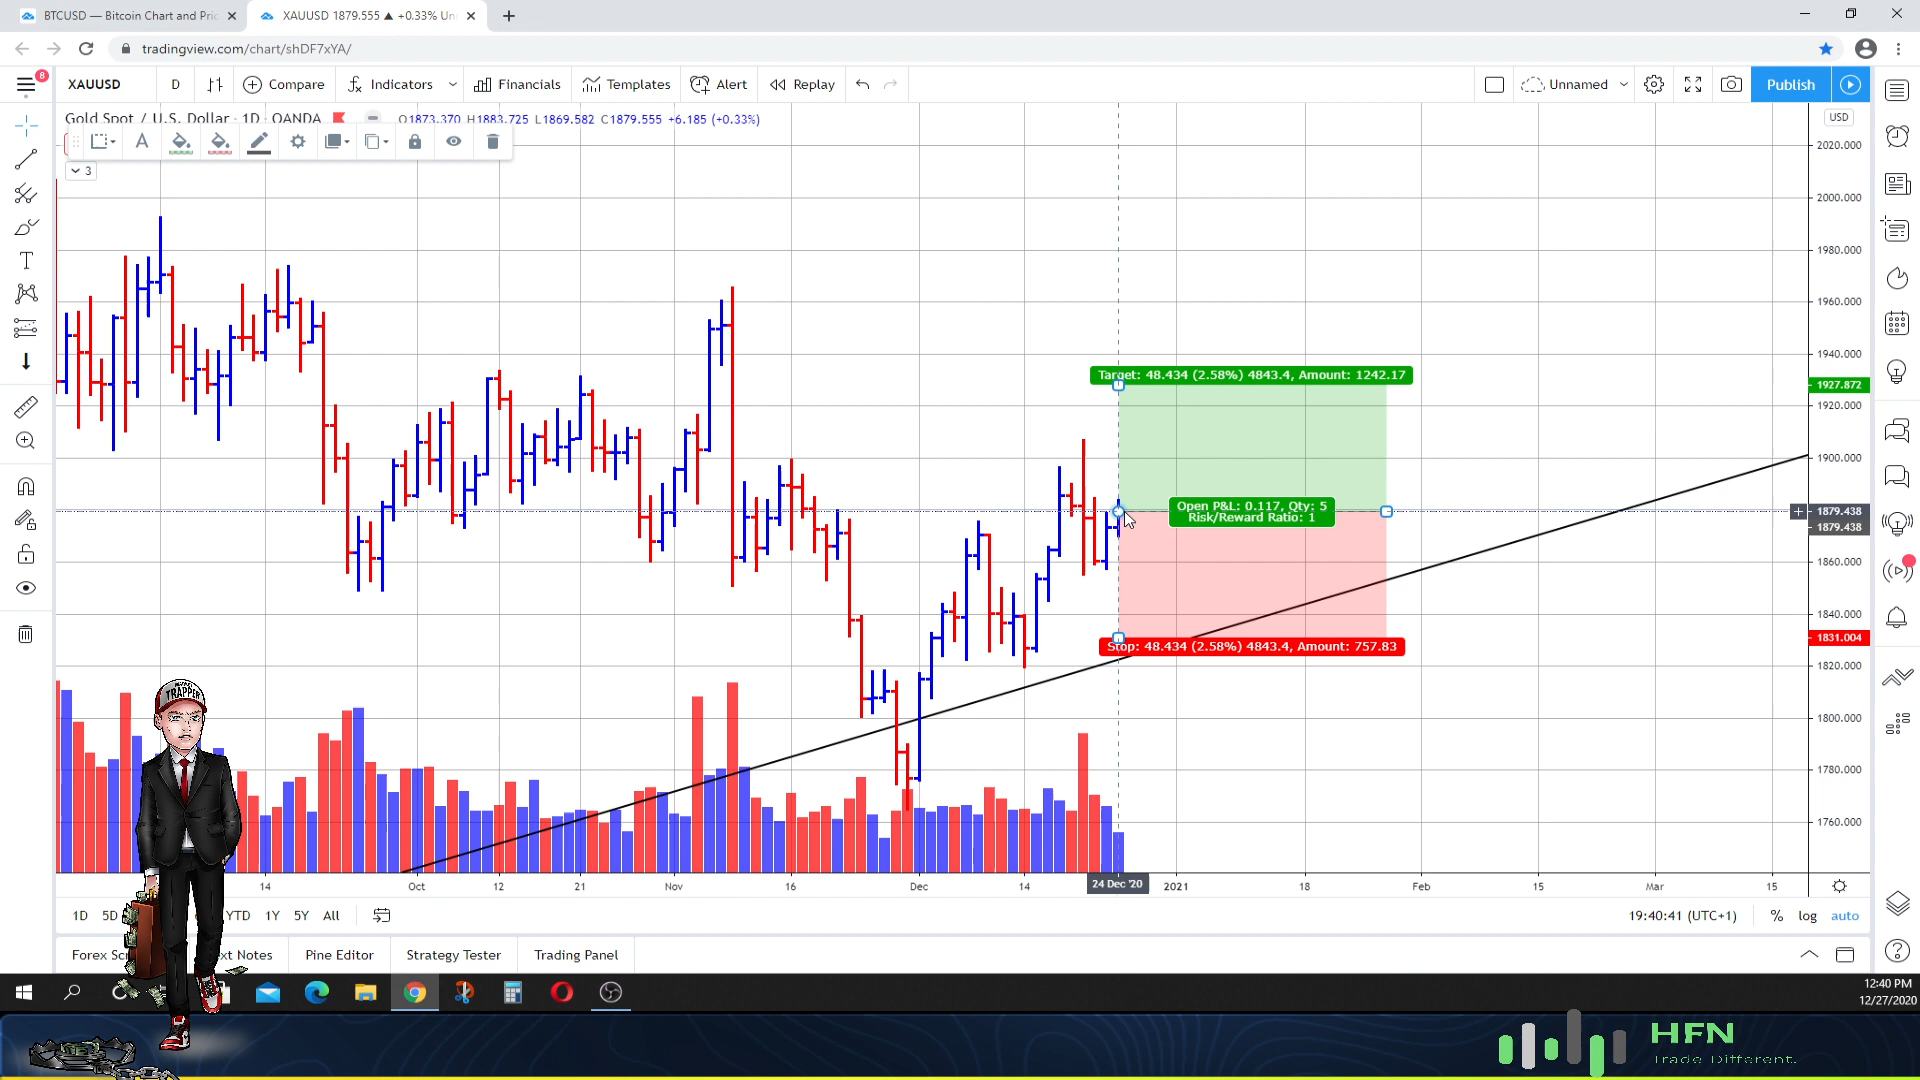 BTCUSD — Bitcoin Chart and Pric
XAUUSD 1879.555 ▲ +0.33% Un
tradingview.com/chart/shDF7xYA/
8
XAUUSD
D
Compare
Indicators
Financials
Templates
Alert
Replay
Unnamed
Publish
Gold Spot / U.S. Dollar · 1D · OANDA
O1873.370 H1883.725 L1869.582 C1879.555 +6.185 (+0.33%)
3
USD
2020.000
2000.000
1980.000
1960.000
1940.000
Target: 48.434 (2.58%) 4843.4, Amount: 1242.17
1927.872
1920.000
1900.000
Open P&L: 0.117, Qty: 5
Risk/Reward Ratio: 1
1879.438
1879.438
1860.000
1840.000
1831.004
Stop: 48.434 (2.58%) 4843.4, Amount: 757.83
1820.000
1800.000
1780.000
1760.000
TRAPPER
14
Oct
12
21
Nov
16
Dec
14
24 Dec '20
2021
18
Feb
15
Mar
15
1D
5D
YTD
1Y
5Y
All
19:40:41 (UTC+1)
%
log
auto
Forex Sc
xt Notes
Pine Editor
Strategy Tester
Trading Panel
12:40 PM
12/27/2020
HFN
Trade Different.